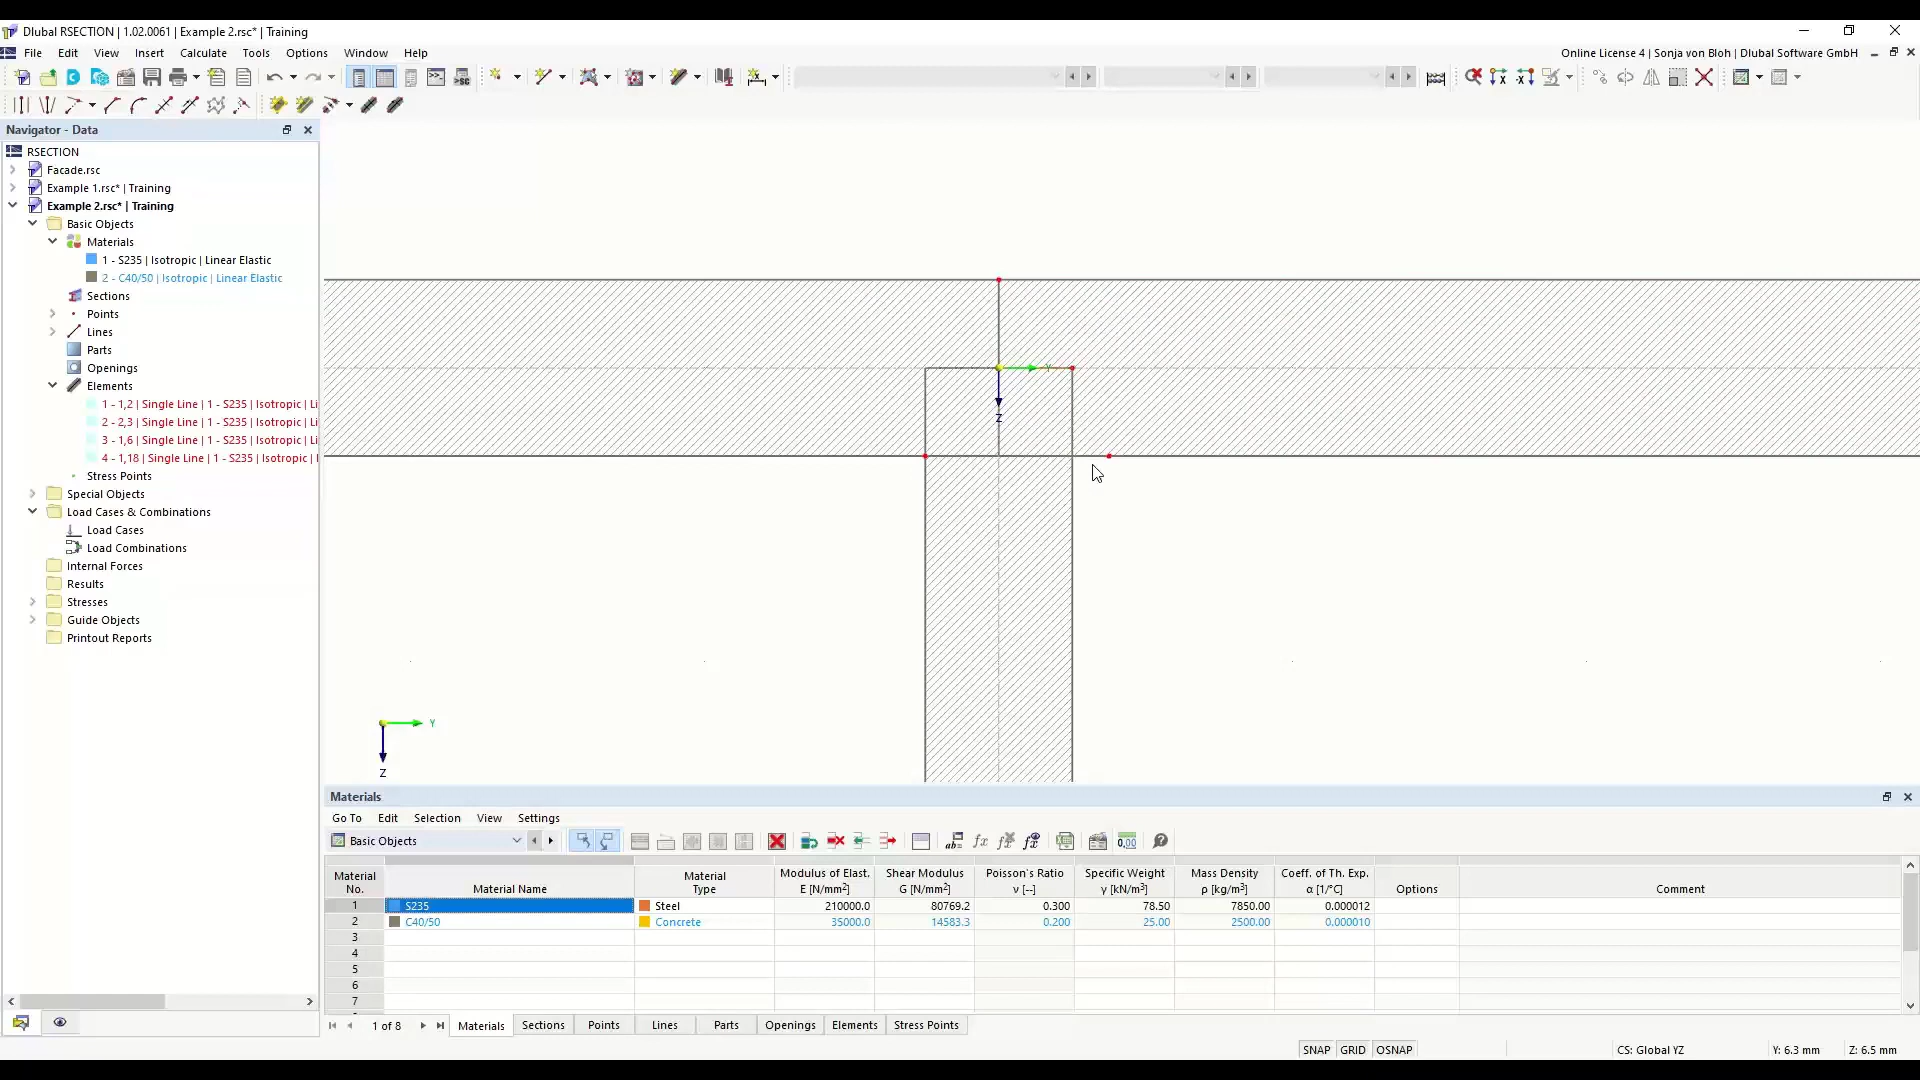 Dlubal RSECTION | 1.02.0061 | Example 2.rsc* | Training
File Edit View Insert Calculate Tools Options Window Help
Online License 4 | Sonja von Bloh | Dlubal Software GmbH
Navigator - Data
RSECTION
Facade.rsc
Example 1.rsc* | Training
Example 2.rsc* | Training
Basic Objects
Materials
1 - S235 | Isotropic | Linear Elastic
2 - C40/50 | Isotropic | Linear Elastic
Sections
Points
Lines
Parts
Openings
Elements
1 - 1,2 | Single Line | 1 - S235 | Isotropic | Li
2 - 2,3 | Single Line | 1 - S235 | Isotropic | Li
3 - 1,6 | Single Line | 1 - S235 | Isotropic | Li
4 - 1,18 | Single Line | 1 - S235 | Isotropic |
Stress Points
Special Objects
Load Cases & Combinations
Load Cases
Load Combinations
Internal Forces
Results
Stresses
Guide Objects
Printout Reports
Y
Z
Y
Z
Materials
Go To Edit Selection View Settings
Basic Objects
Material No. Material Name Material Type Modulus of Elast. E [N/mm²] Shear Modulus G [N/mm²] Poisson's Ratio ν [--] Specific Weight γ [kN/m³] Mass Density ρ [kg/m³] Coeff. of Th. Exp. α [1/°C] Options Comment
1 S235 Steel 210000.0 80769.2 0.300 78.50 7850.00 0.000012
2 C40/50 Concrete 35000.0 14583.3 0.200 25.00 2500.00 0.000010
3
4
5
6
7
1 of 8 Materials Sections Points Lines Parts Openings Elements Stress Points
SNAP GRID OSNAP CS: Global YZ Y: 6.3 mm Z: 6.5 mm